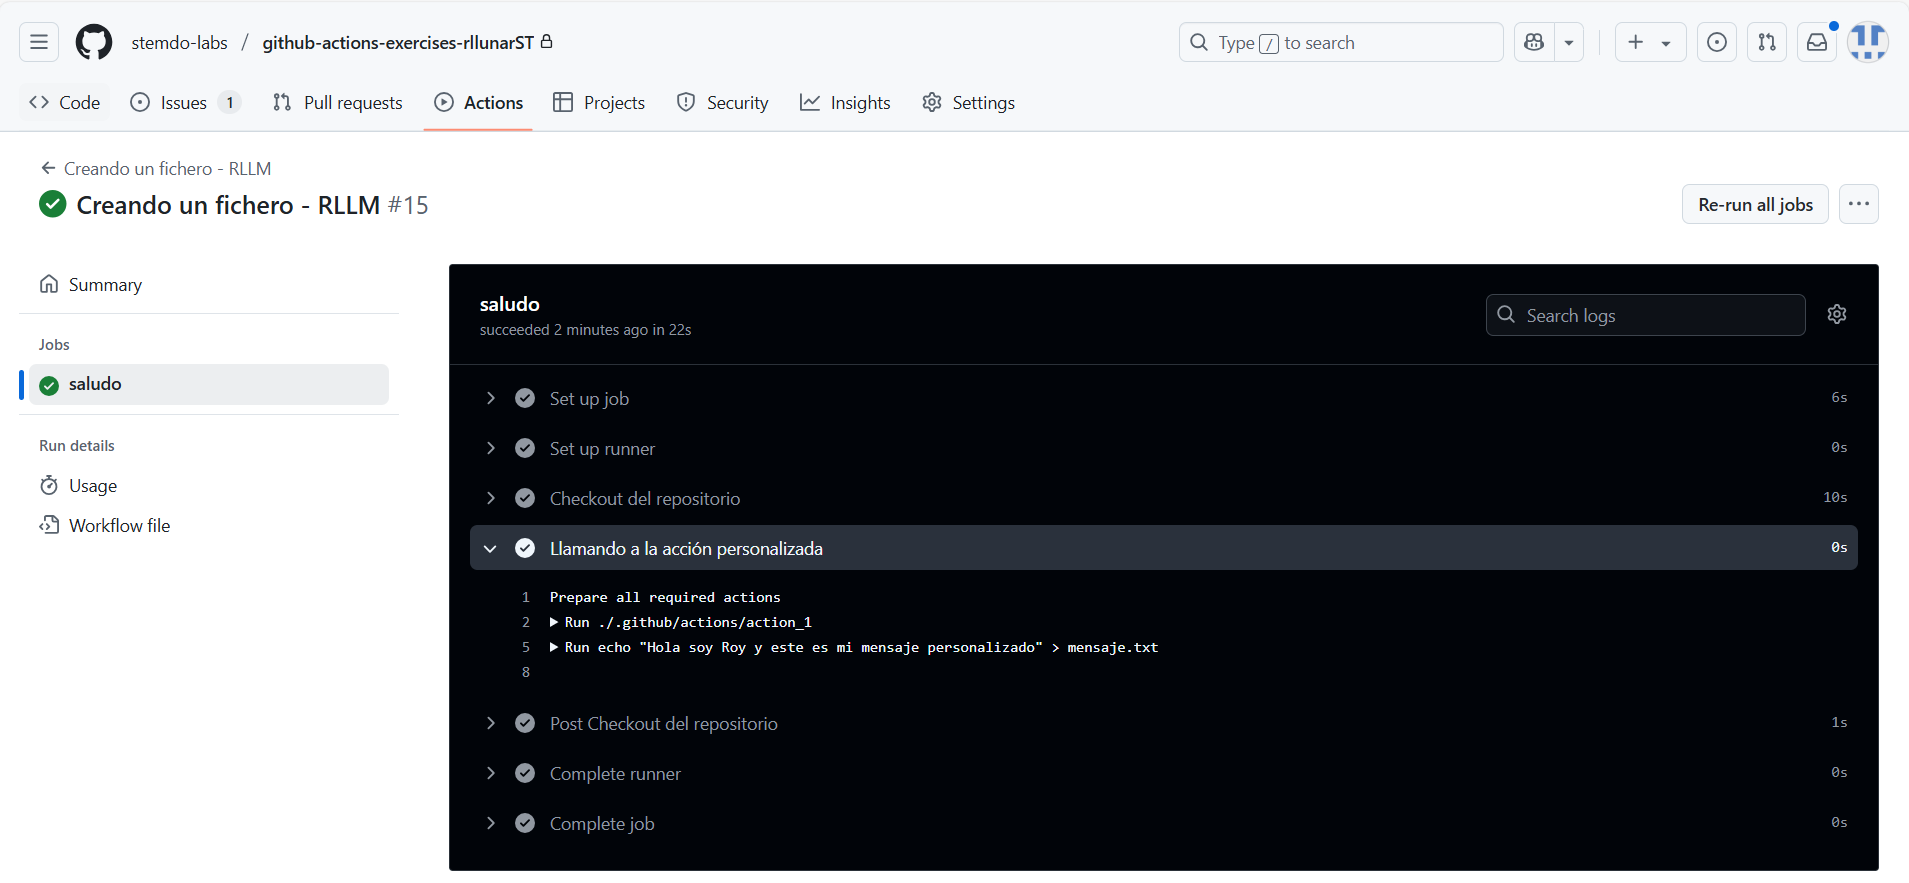 stemdo-labs / github-actions-exercises-rllunarST
Type / to search
Code
Issues 1
Pull requests
Actions
Projects
Security
Insights
Settings
Creando un fichero - RLLM
Creando un fichero - RLLM #15
Re-run all jobs
Summary
Jobs
saludo
Run details
Usage
Workflow file
saludo
succeeded 2 minutes ago in 22s
Search logs
Set up job 6s
Set up runner 0s
Checkout del repositorio 10s
Llamando a la acción personalizada 0s
1 Prepare all required actions
2 Run ./.github/actions/action_1
5 Run echo "Hola soy Roy y este es mi mensaje personalizado" > mensaje.txt
8
Post Checkout del repositorio 1s
Complete runner 0s
Complete job 0s